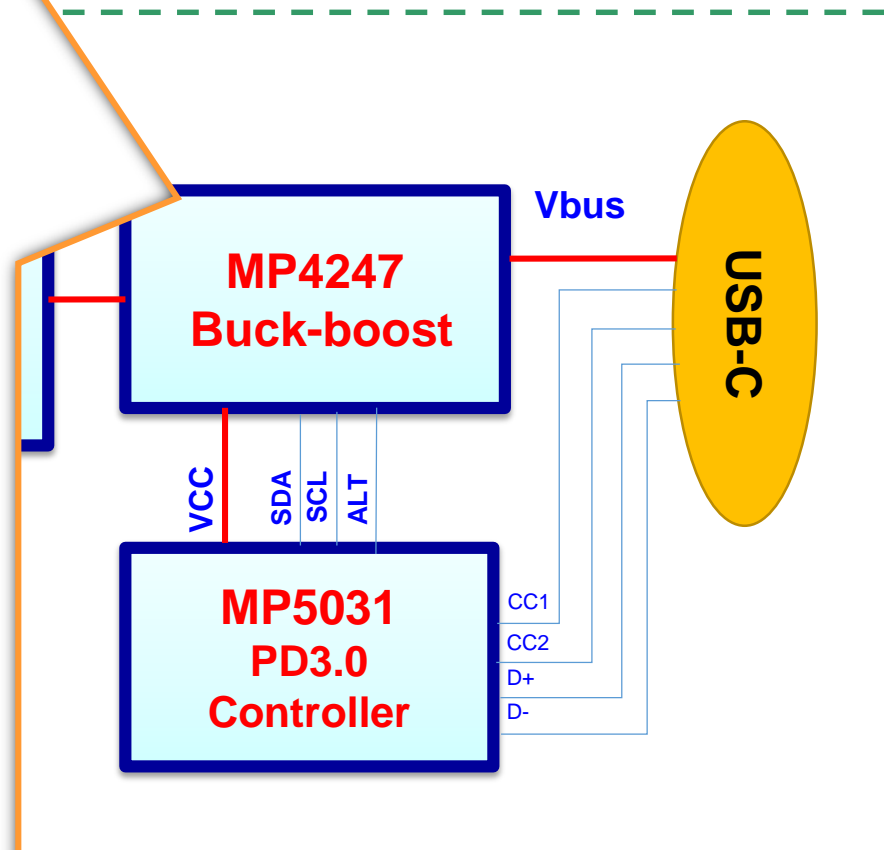 Vbus
MP4247
Buck-boost
USB-C
VCC
SDA
SCL
ALT
MP5031
PD3.0
Controller
CC1
CC2
D+
D-